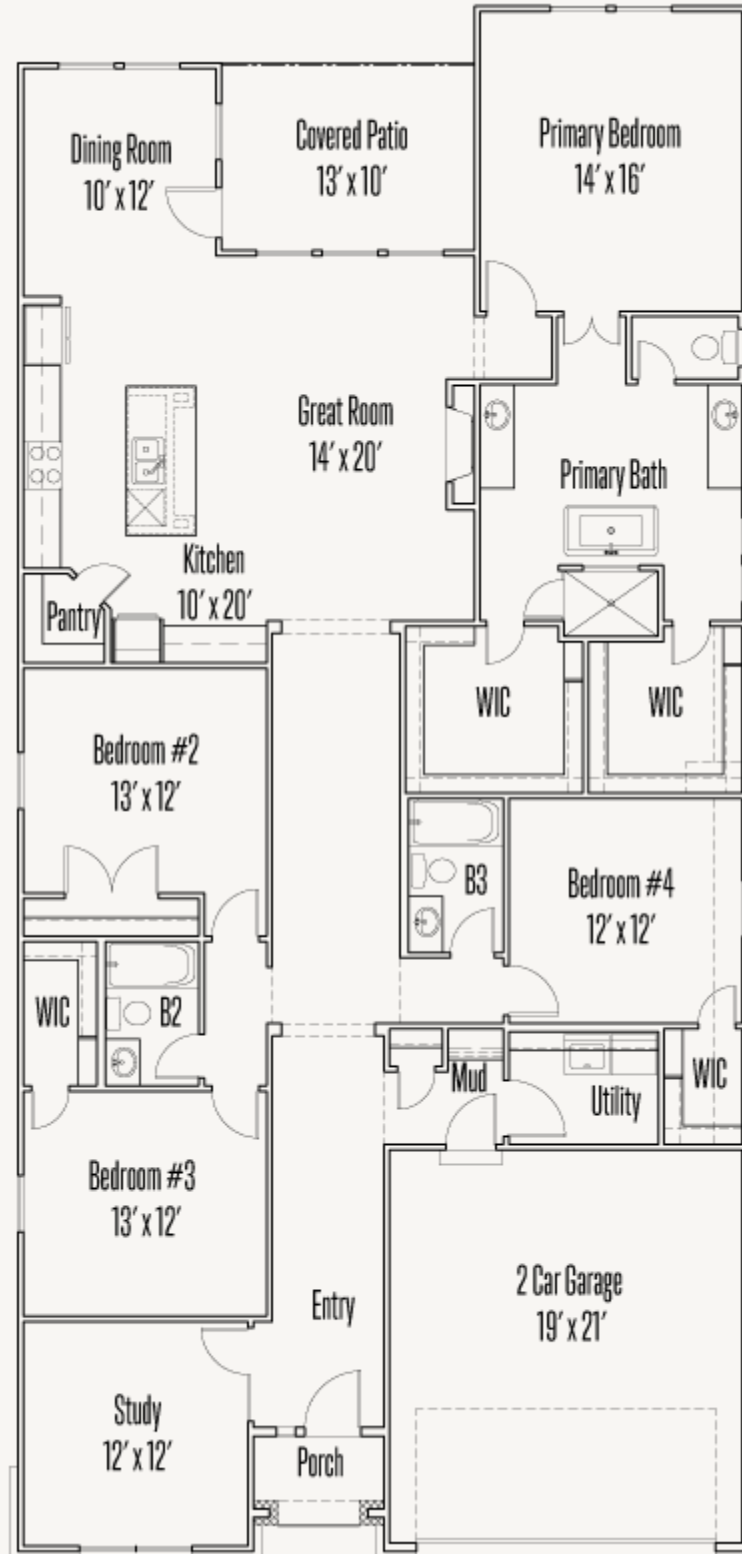 Dining Room
10' x 12'
Covered Patio
13' x 10'
Primary Bedroom
14' x 16'
Great Room
14' x 20'
Primary Bath
Kitchen
10' x 20'
Pantry
WIC
WIC
Bedroom #2
13' x 12'
B3
Bedroom #4
12' x 12'
WIC
B2
Mud
Utility
WIC
Bedroom #3
13' x 12'
2 Car Garage
19' x 21'
Entry
Study
12' x 12'
Porch